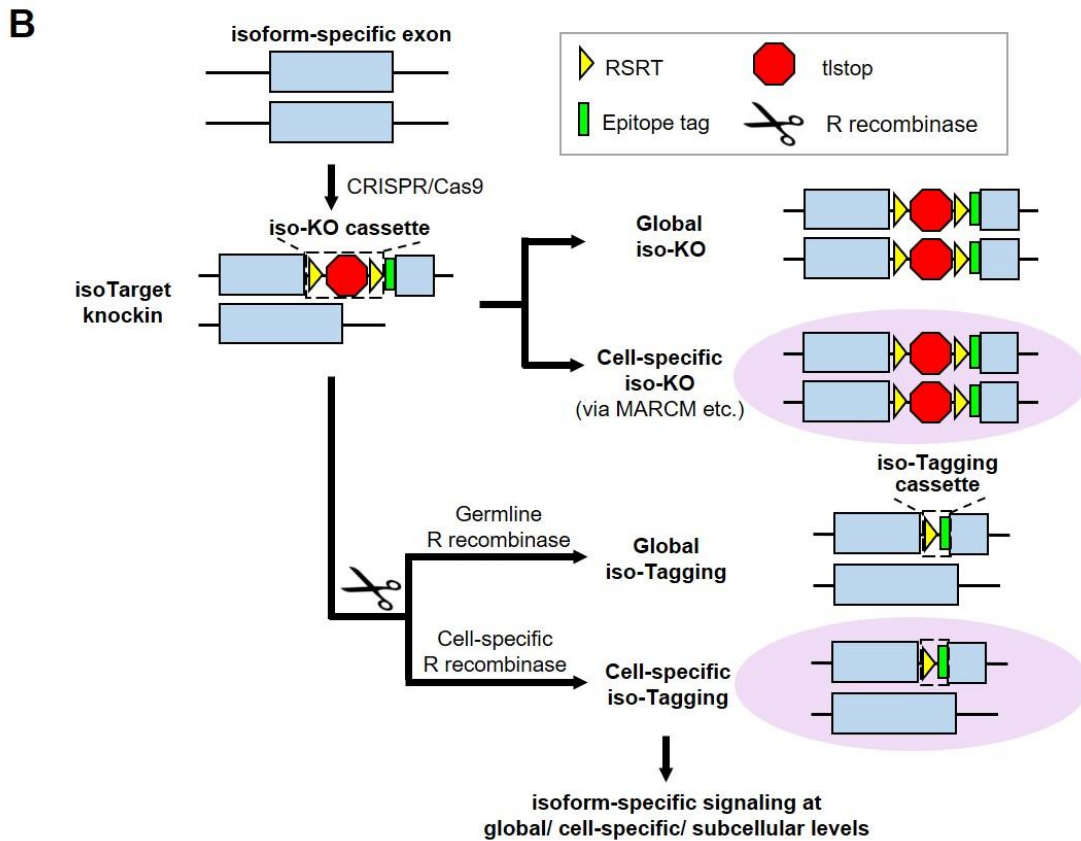 B
isoform-specific exon
RSRT
tlstop
Epitope tag
R recombinase
CRISPR/Cas9
iso-KO cassette
isoTarget
knockin
Global
iso-KO
Cell-specific
iso-KO
(via MARCM etc.)
iso-Tagging
cassette
Germline
R recombinase
Global
iso-Tagging
Cell-specific
R recombinase
Cell-specific
iso-Tagging
isoform-specific signaling at
global/ cell-specific/ subcellular levels